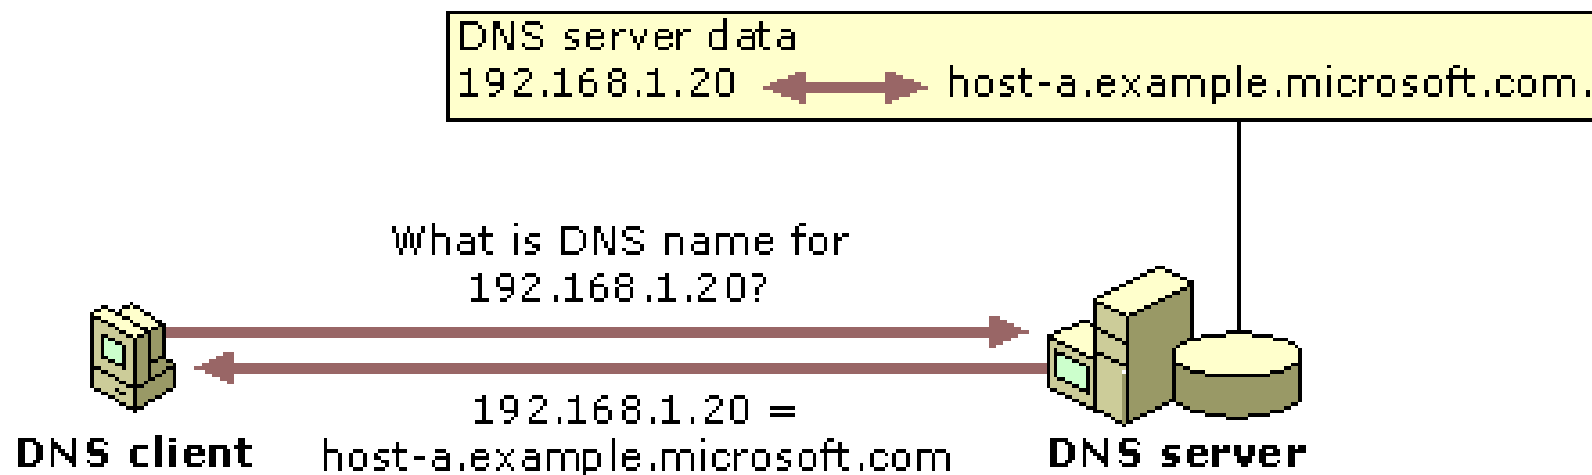 DNS server data
192.168.1.20 host-a.example.microsoft.com.
What is DNS name for
192.168.1.20?
192.168.1.20 =
host-a.example.microsoft.com
DNS client
DNS server